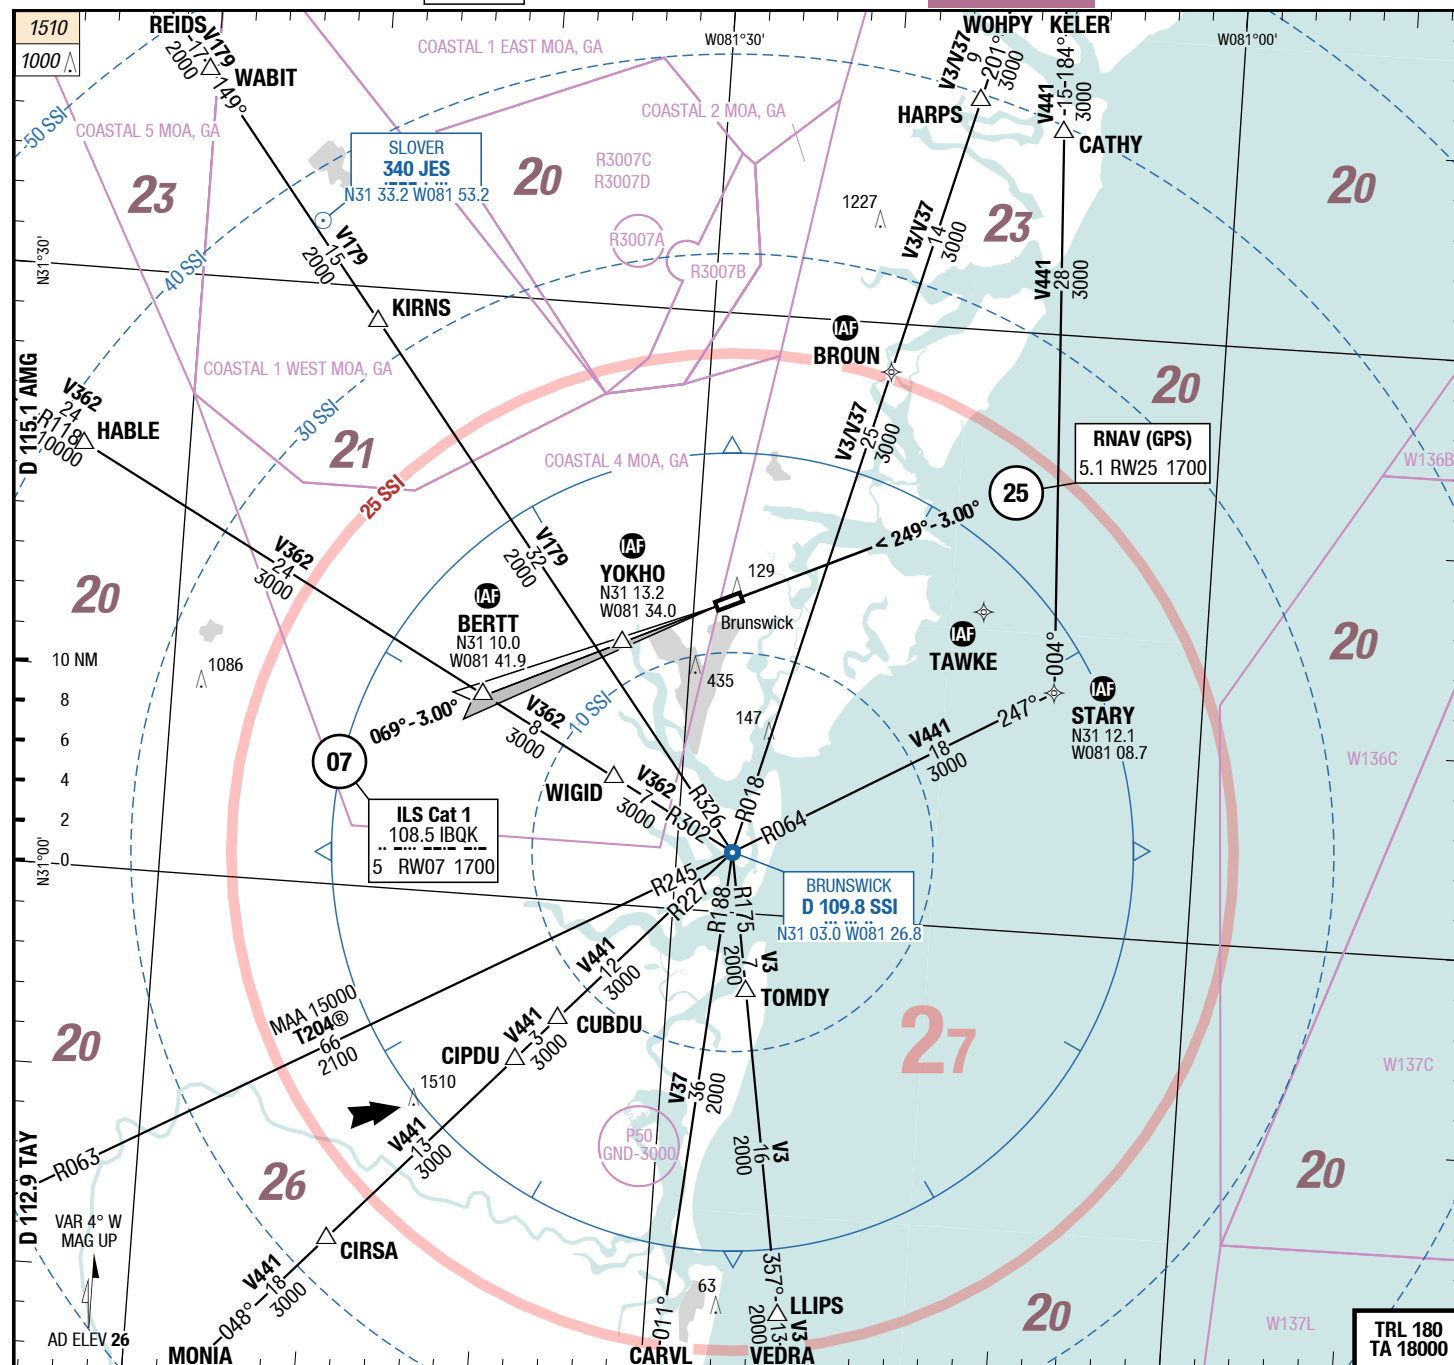 1510
1000
REIDS
V179
17
2000
149°
WABIT
COASTAL 1 EAST MOA, GA
W081°30'
WOHPY
KELER
W081°00'
V3/V37
9
201°
3000
V441
15
184°
3000
HARPS
CATHY
50 SSI
COASTAL 5 MOA, GA
COASTAL 2 MOA, GA
SLOVER
340 JES
N31 33.2 W081 53.2
R3007C
R3007D
R3007A
R3007B
23
20
23
20
1227
40 SSI
N31°30'
V179
15
2000
KIRNS
V3/V37
14
3000
V441
28
3000
IAF
BROUN
20
D 115.1 AMG
V362
24
R118
10000
HABLE
COASTAL 1 WEST MOA, GA
30 SSI
21
25 SSI
COASTAL 4 MOA, GA
V3/V37
25
3000
RNAV (GPS)
5.1 RW25 1700
25
W136B
< 249°- 3.00°
V362
24
3000
V179
32
2000
IAF
YOKHO
N31 13.2
W081 34.0
129
Brunswick
IAF
BERTT
N31 10.0
W081 41.9
20
IAF
TAWKE
20
10 NM
8
6
4
2
0
1086
435
147
10 SSI
069°- 3.00°
07
V362
8
3000
WIGID
V362
7
3000
R302
R326
R018
R064
V441
18
3000
247°
004°
IAF
STARY
N31 12.1
W081 08.7
W136C
ILS Cat 1
108.5 IBQK
5 RW07 1700
N31°00'
R245
R227
R188
R175
BRUNSWICK
D 109.8 SSI
N31 03.0 W081 26.8
V441
12
3000
V3
7
2000
TOMDY
CUBDU
V441
3
3000
CIPDU
MAA 15000
T204®
66
2100
20
27
W137C
1510
V441
13
3000
V37
36
2000
P50
GND-3000
V3
16
2000
D 112.9 TAY
R063
26
20
VAR 4° W
MAG UP
CIRSA
V441
18
3000
048°
357°
63
LLIPS
V3
13
2000
011°
20
W137L
AD ELEV 26
MONIA
CARVL
VEDRA
TRL 180
TA 18000